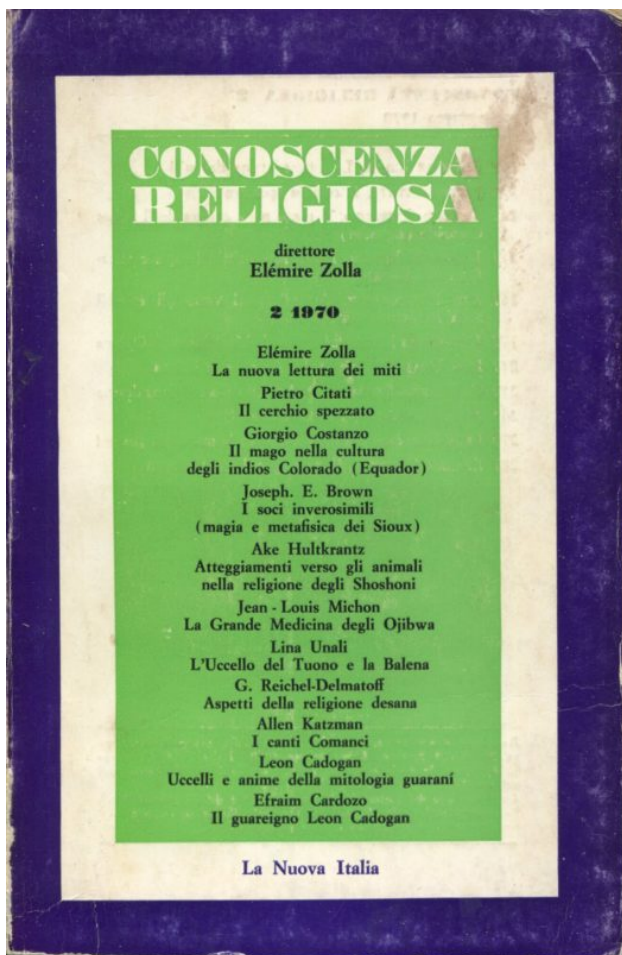 CONOSCENZA
RELIGIOSA
direttore
Elémire Zolla
2 1970
Elémire Zolla
La nuova lettura dei miti
Pietro Citati
Il cerchio spezzato
Giorgio Costanzo
Il mago nella cultura
degli indios Colorado (Equador)
Joseph. E. Brown
I soci inverosimili
(magia e metafisica dei Sioux)
Ake Hultkrantz
Atteggiamenti verso gli animali
nella religione degli Shoshoni
Jean - Louis Michon
La Grande Medicina degli Ojibwa
Lina Unali
L'Uccello del Tuono e la Balena
G. Reichel-Delmatoff
Aspetti della religione desana
Allen Katzman
I canti Comanci
Leon Cadogan
Uccelli e anime della mitologia guaraní
Efraim Cardozo
Il guareigno Leon Cadogan
La Nuova Italia